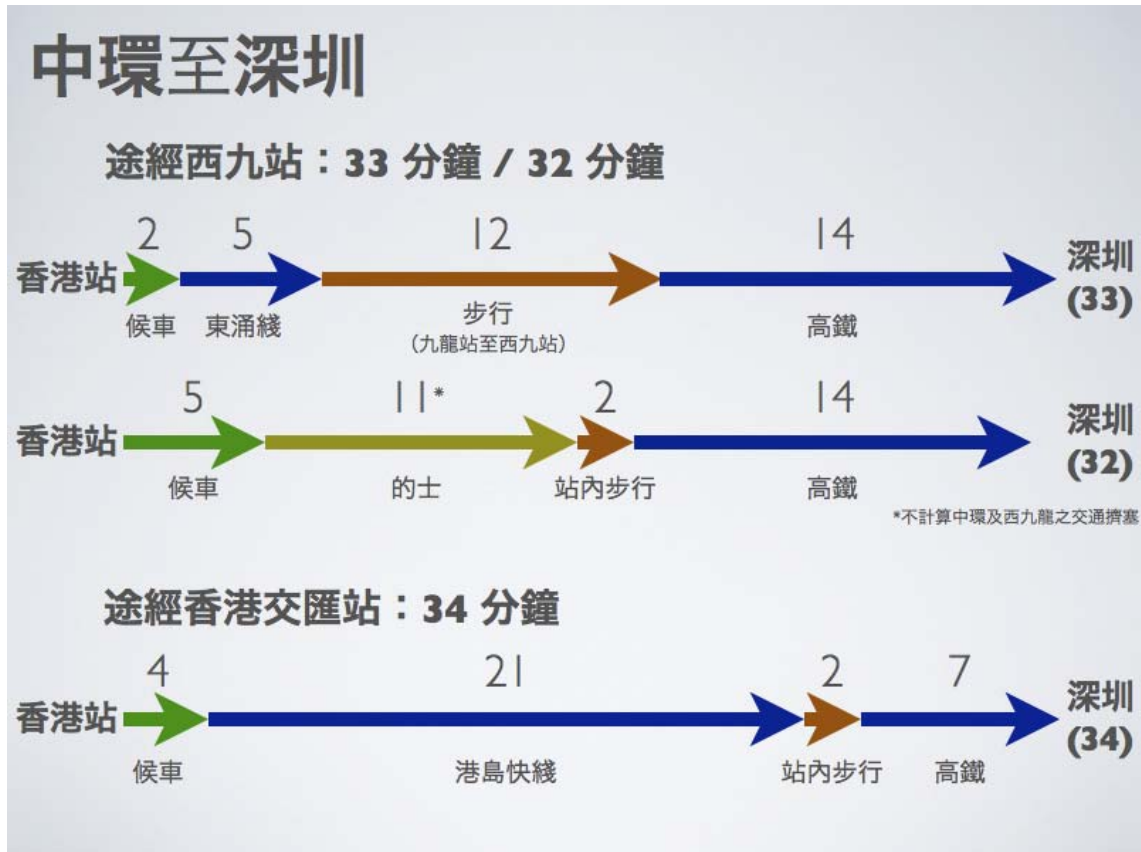 中環至深圳
途經西九站：33 分鐘 / 32 分鐘
2 5 12 14
香港站 深圳
(33)
候車 東涌綫 步行 高鐵
（九龍站至西九站）
5 11* 2 14
香港站 深圳
(32)
候車 的士 站內步行 高鐵
*不計算中環及西九龍之交通擠塞
途經香港交匯站：34 分鐘
4 21 2 7
香港站 深圳
(34)
候車 港島快綫 站內步行 高鐵